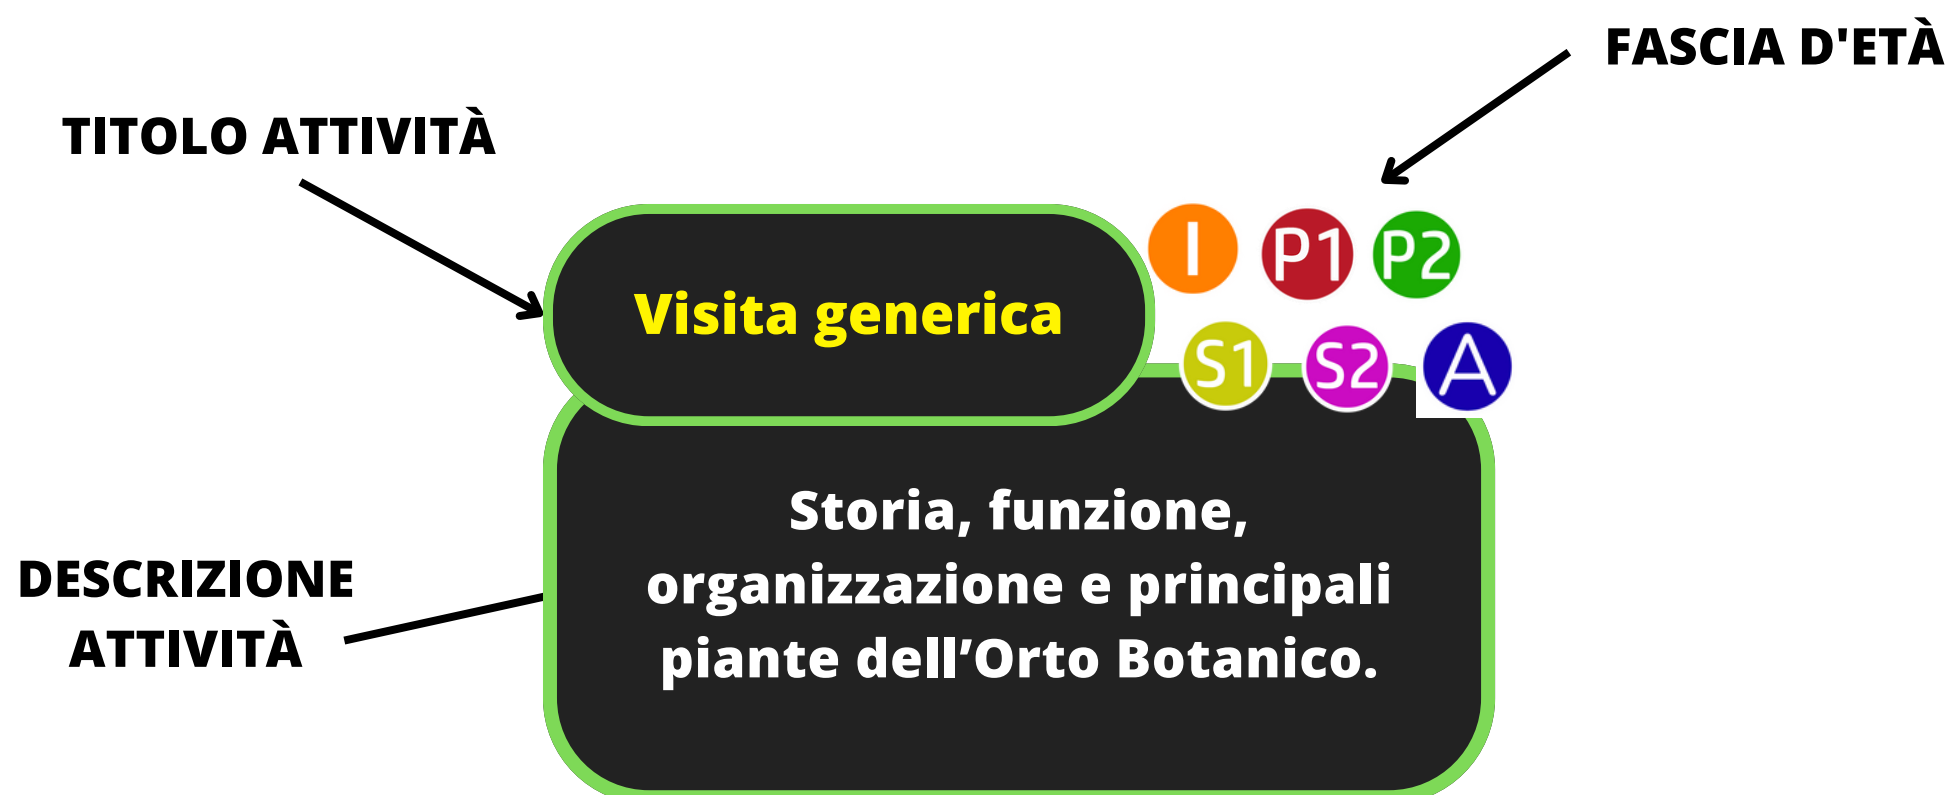 FASCIA D'ETÀ
TITOLO ATTIVITÀ
I P1 P2
Visita generica
S1 S2 A
Storia, funzione,
organizzazione e principali
piante dell’Orto Botanico.
DESCRIZIONE
ATTIVITÀ